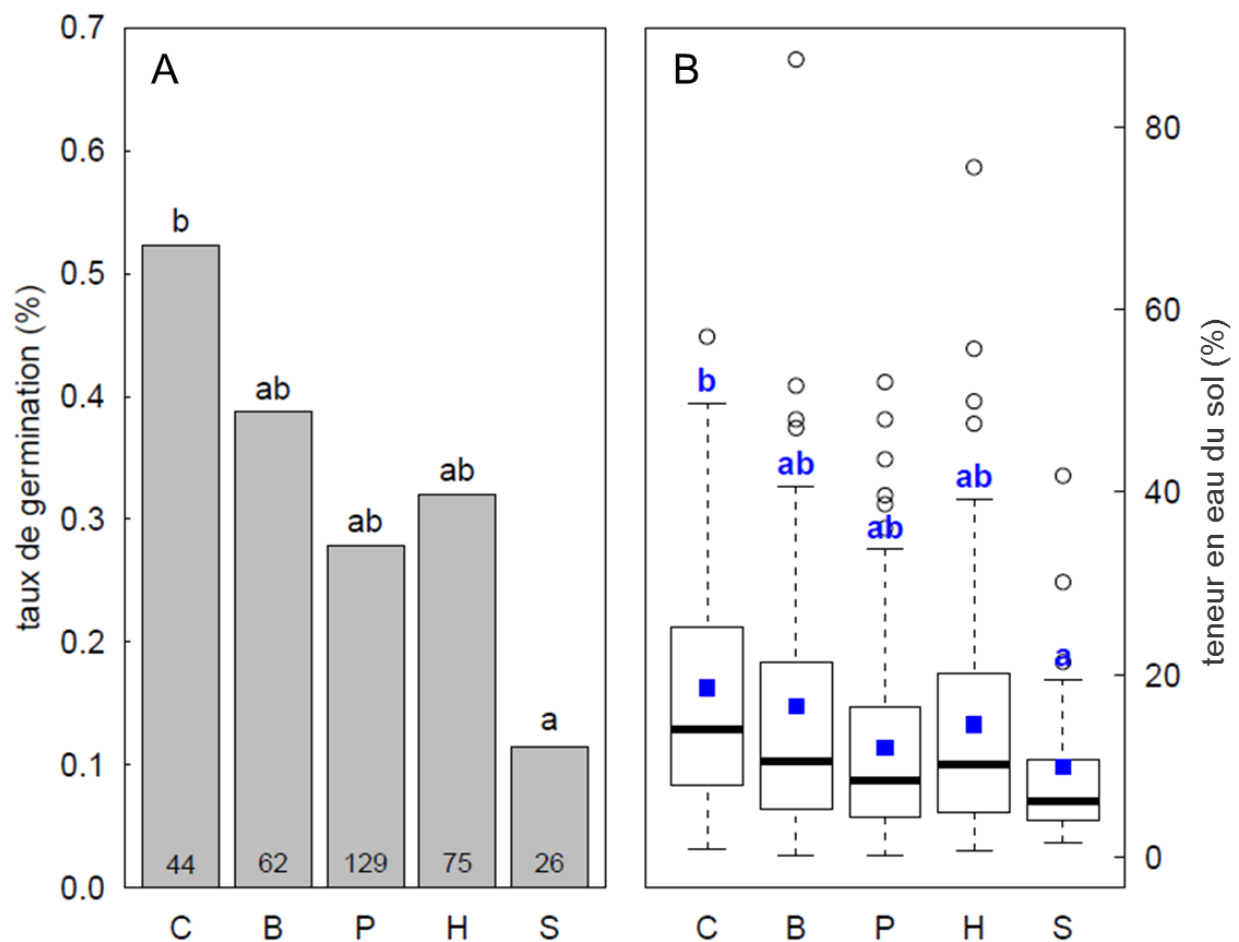 A
taux de germination (%)
0.7
0.6
0.5
0.4
0.3
0.2
0.1
0.0
b
ab
ab
ab
a
44
62
129
75
26
C
B
P
H
S
B
b
ab
ab
ab
a
80
60
40
20
0
teneur en eau du sol (%)
C
B
P
H
S